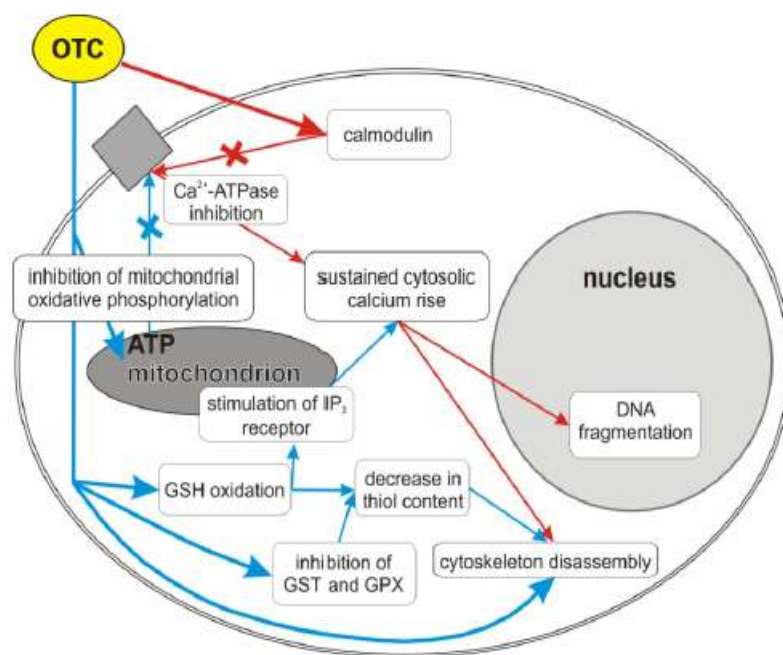 OTC
calmodulin
Ca²⁺-ATPase
inhibition
inhibition of mitochondrial
oxidative phosphorylation
sustained cytosolic
calcium rise
nucleus
ATP
mitochondrion
stimulation of IP₃
receptor
DNA
fragmentation
GSH oxidation
decrease in
thiol content
inhibition of
GST and GPX
cytoskeleton disassembly